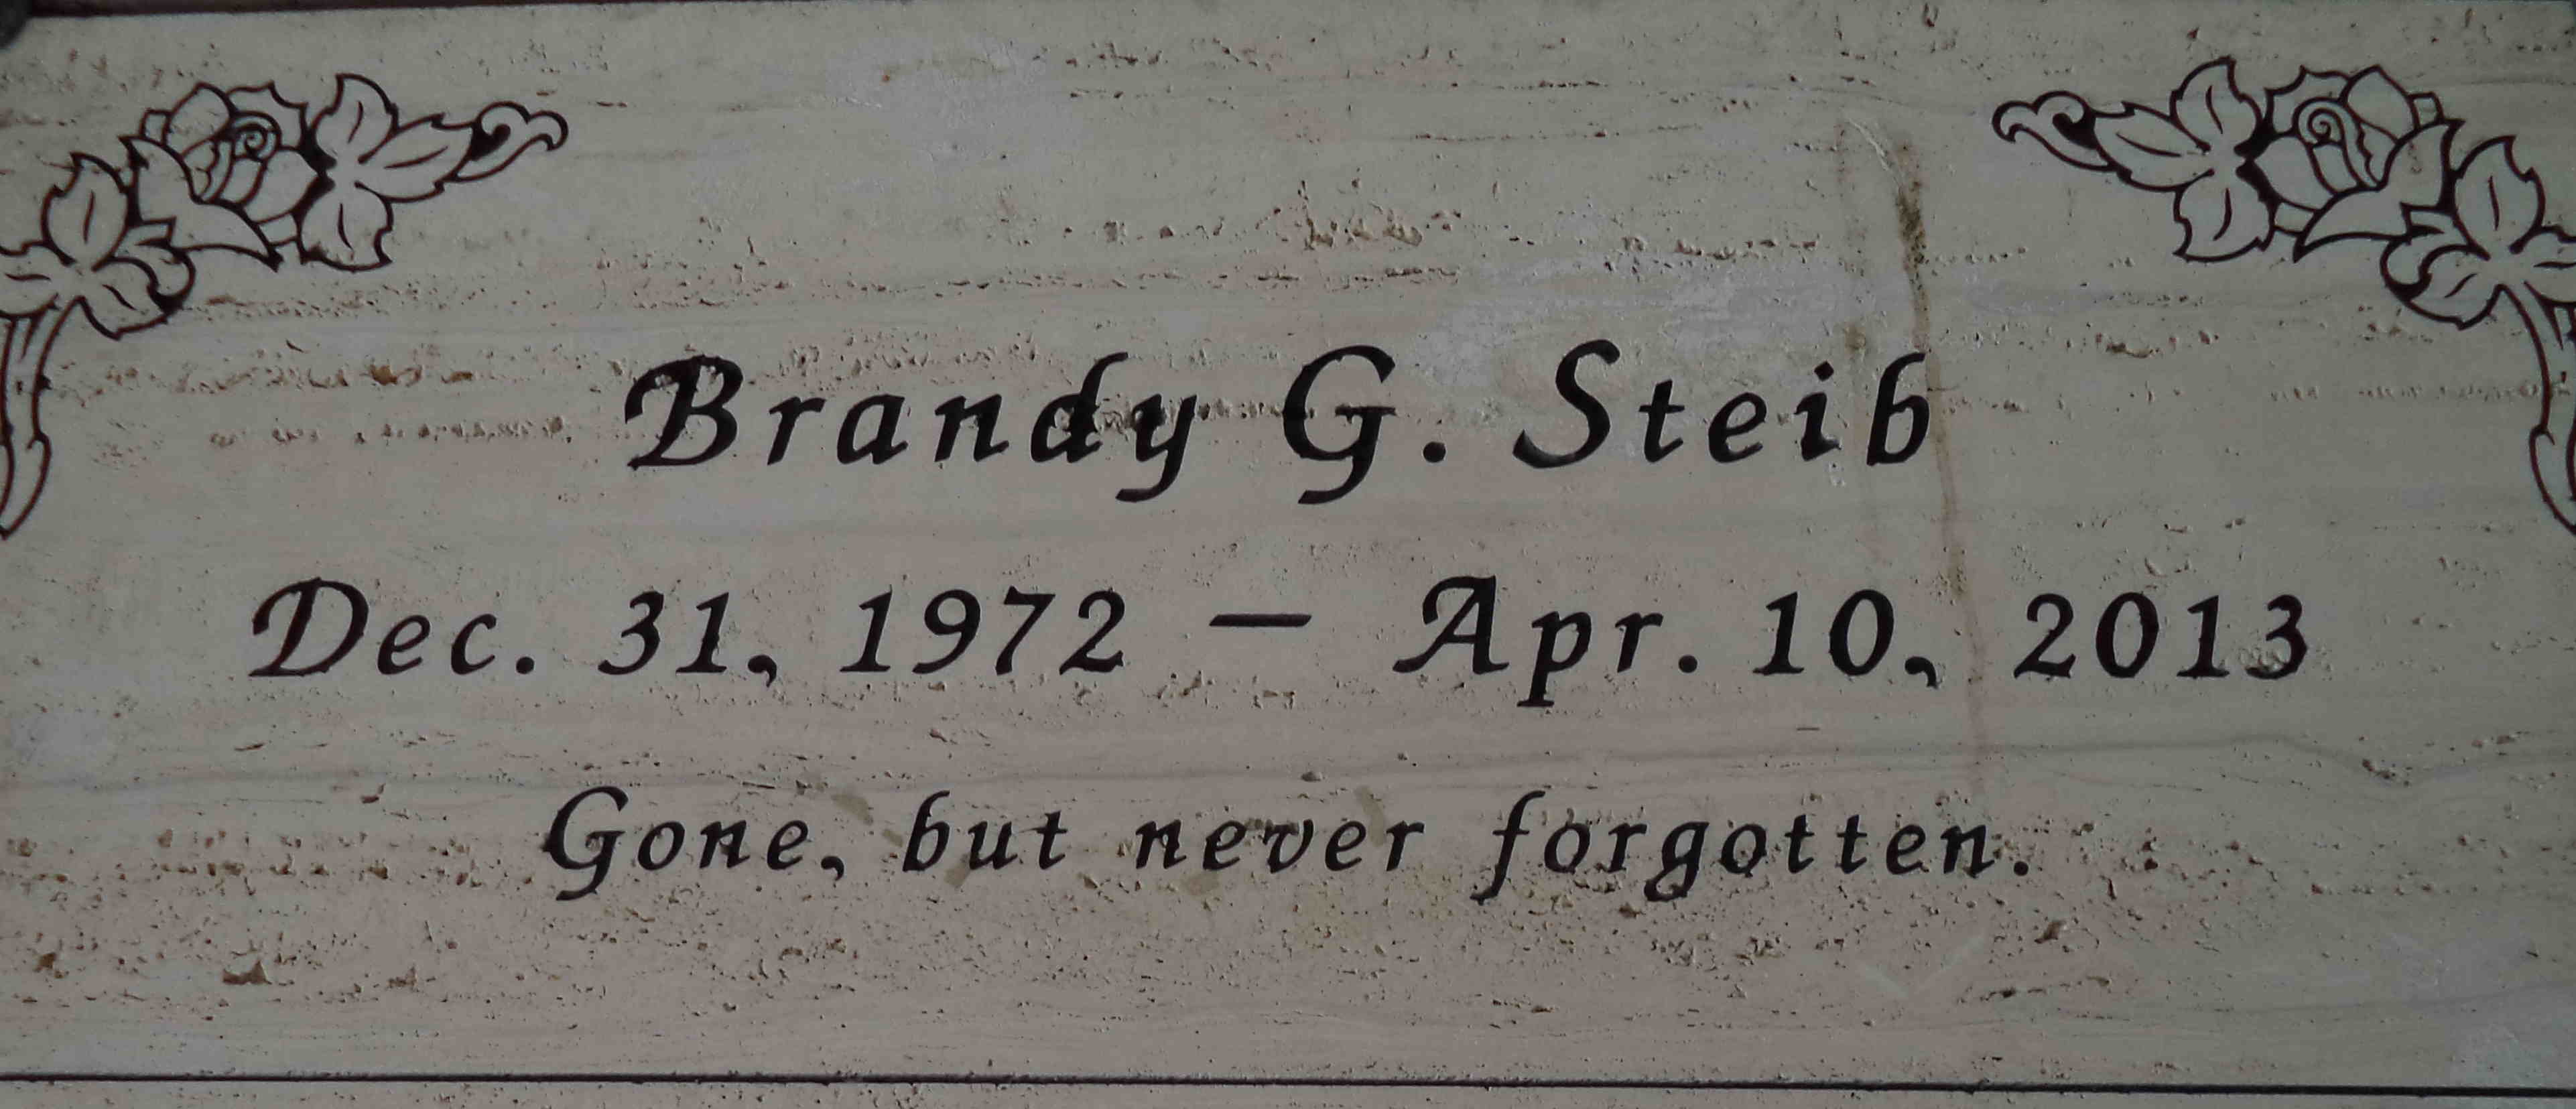 Brandy G. Steib
Dec. 31, 1972 — Apr. 10, 2013
Gone, but never forgotten.